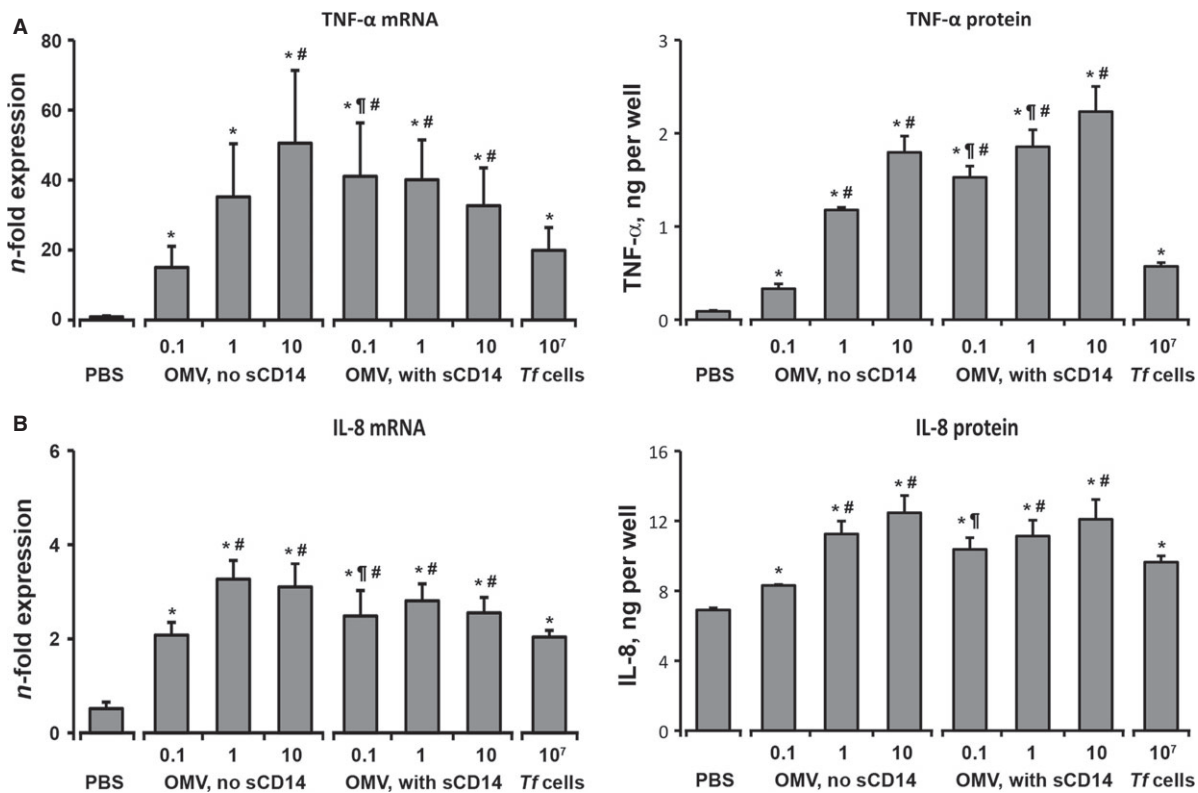 A
TNF-α mRNA
n-fold expression
80
60
40
20
0
*
*
* #
* ¶ #
* #
* #
*
0.1 1 10 0.1 1 10 10⁷
PBS OMV, no sCD14 OMV, with sCD14 Tf cells
TNF-α protein
TNF-α, ng per well
3
2
1
0
*
* #
* #
* ¶ #
* ¶ #
* #
*
0.1 1 10 0.1 1 10 10⁷
PBS OMV, no sCD14 OMV, with sCD14 Tf cells
B
IL-8 mRNA
n-fold expression
6
4
2
0
*
* #
* #
* ¶ #
* #
* #
*
0.1 1 10 0.1 1 10 10⁷
PBS OMV, no sCD14 OMV, with sCD14 Tf cells
IL-8 protein
IL-8, ng per well
16
12
8
4
0
*
* #
* #
* ¶
* #
* #
*
0.1 1 10 0.1 1 10 10⁷
PBS OMV, no sCD14 OMV, with sCD14 Tf cells